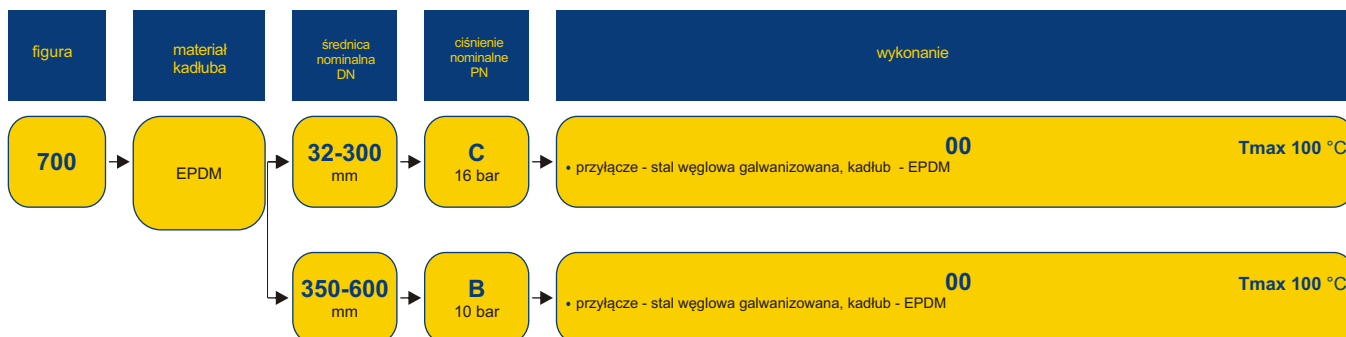 figura
materiał
kadłuba
średnica
nominalna
DN
ciśnienie
nominalne
PN
wykonanie
700
EPDM
32-300
mm
C
16 bar
00
Tmax 100 °C
• przyłącze - stal węglowa galwanizowana, kadłub - EPDM
350-600
mm
B
10 bar
00
Tmax 100 °C
• przyłącze - stal węglowa galwanizowana, kadłub - EPDM